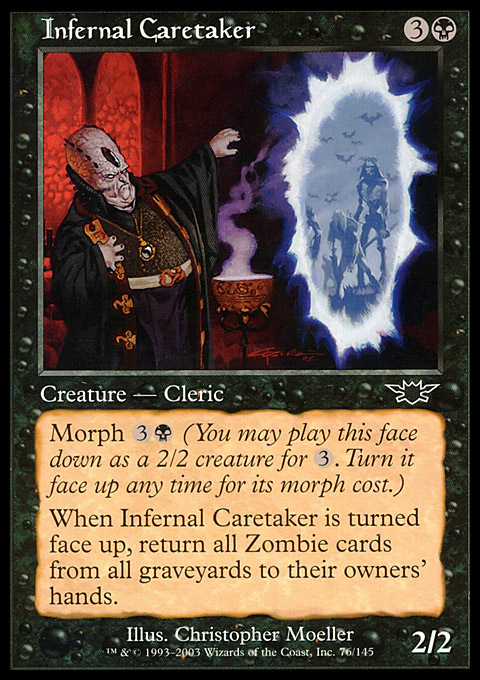 Infernal Caretaker 3
Creature — Cleric
Morph 3 (You may play this face
down as a 2/2 creature for 3. Turn it
face up any time for its morph cost.)
When Infernal Caretaker is turned
face up, return all Zombie cards
from all graveyards to their owners'
hands.
Illus. Christopher Moeller
™ & © 1993–2003 Wizards of the Coast, Inc. 76/145
2/2